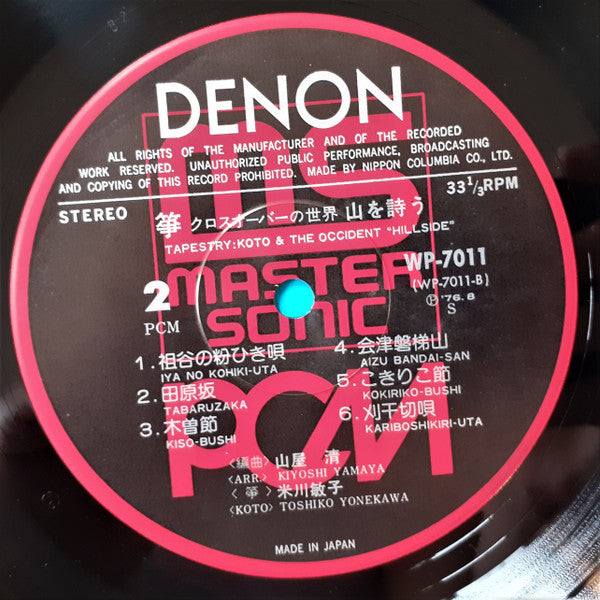 DENON
ALL RIGHTS OF THE MANUFACTURER AND OF THE RECORDED
WORK RESERVED. UNAUTHORIZED PUBLIC PERFORMANCE, BROADCASTING
AND COPYING OF THIS RECORD PROHIBITED. MADE BY NIPPON COLUMBIA CO., LTD.
STEREO
33 1/3 RPM
箏 クロスオーバーの世界 山を詩う
TAPESTRY:KOTO & THE OCCIDENT "HILLSIDE"
MS
MASTER
SONIC
PCM
WP-7011
(WP-7011-B)
Ⓟ'76.8
S
2
PCM
1. 祖谷の粉ひき唄
IYA NO KOHIKI-UTA
2. 田原坂
TABARUZAKA
3. 木曽節
KISO-BUSHI
4. 会津磐梯山
AIZU BANDAI-SAN
5. こきりこ節
KOKIRIKO-BUSHI
6. 刈干切唄
KARIBOSHIKIRI-UTA
〈編曲〉山屋 清
〈ARR.〉 KIYOSHI YAMAYA
〈箏〉 米川敏子
〈KOTO〉 TOSHIKO YONEKAWA
MADE IN JAPAN